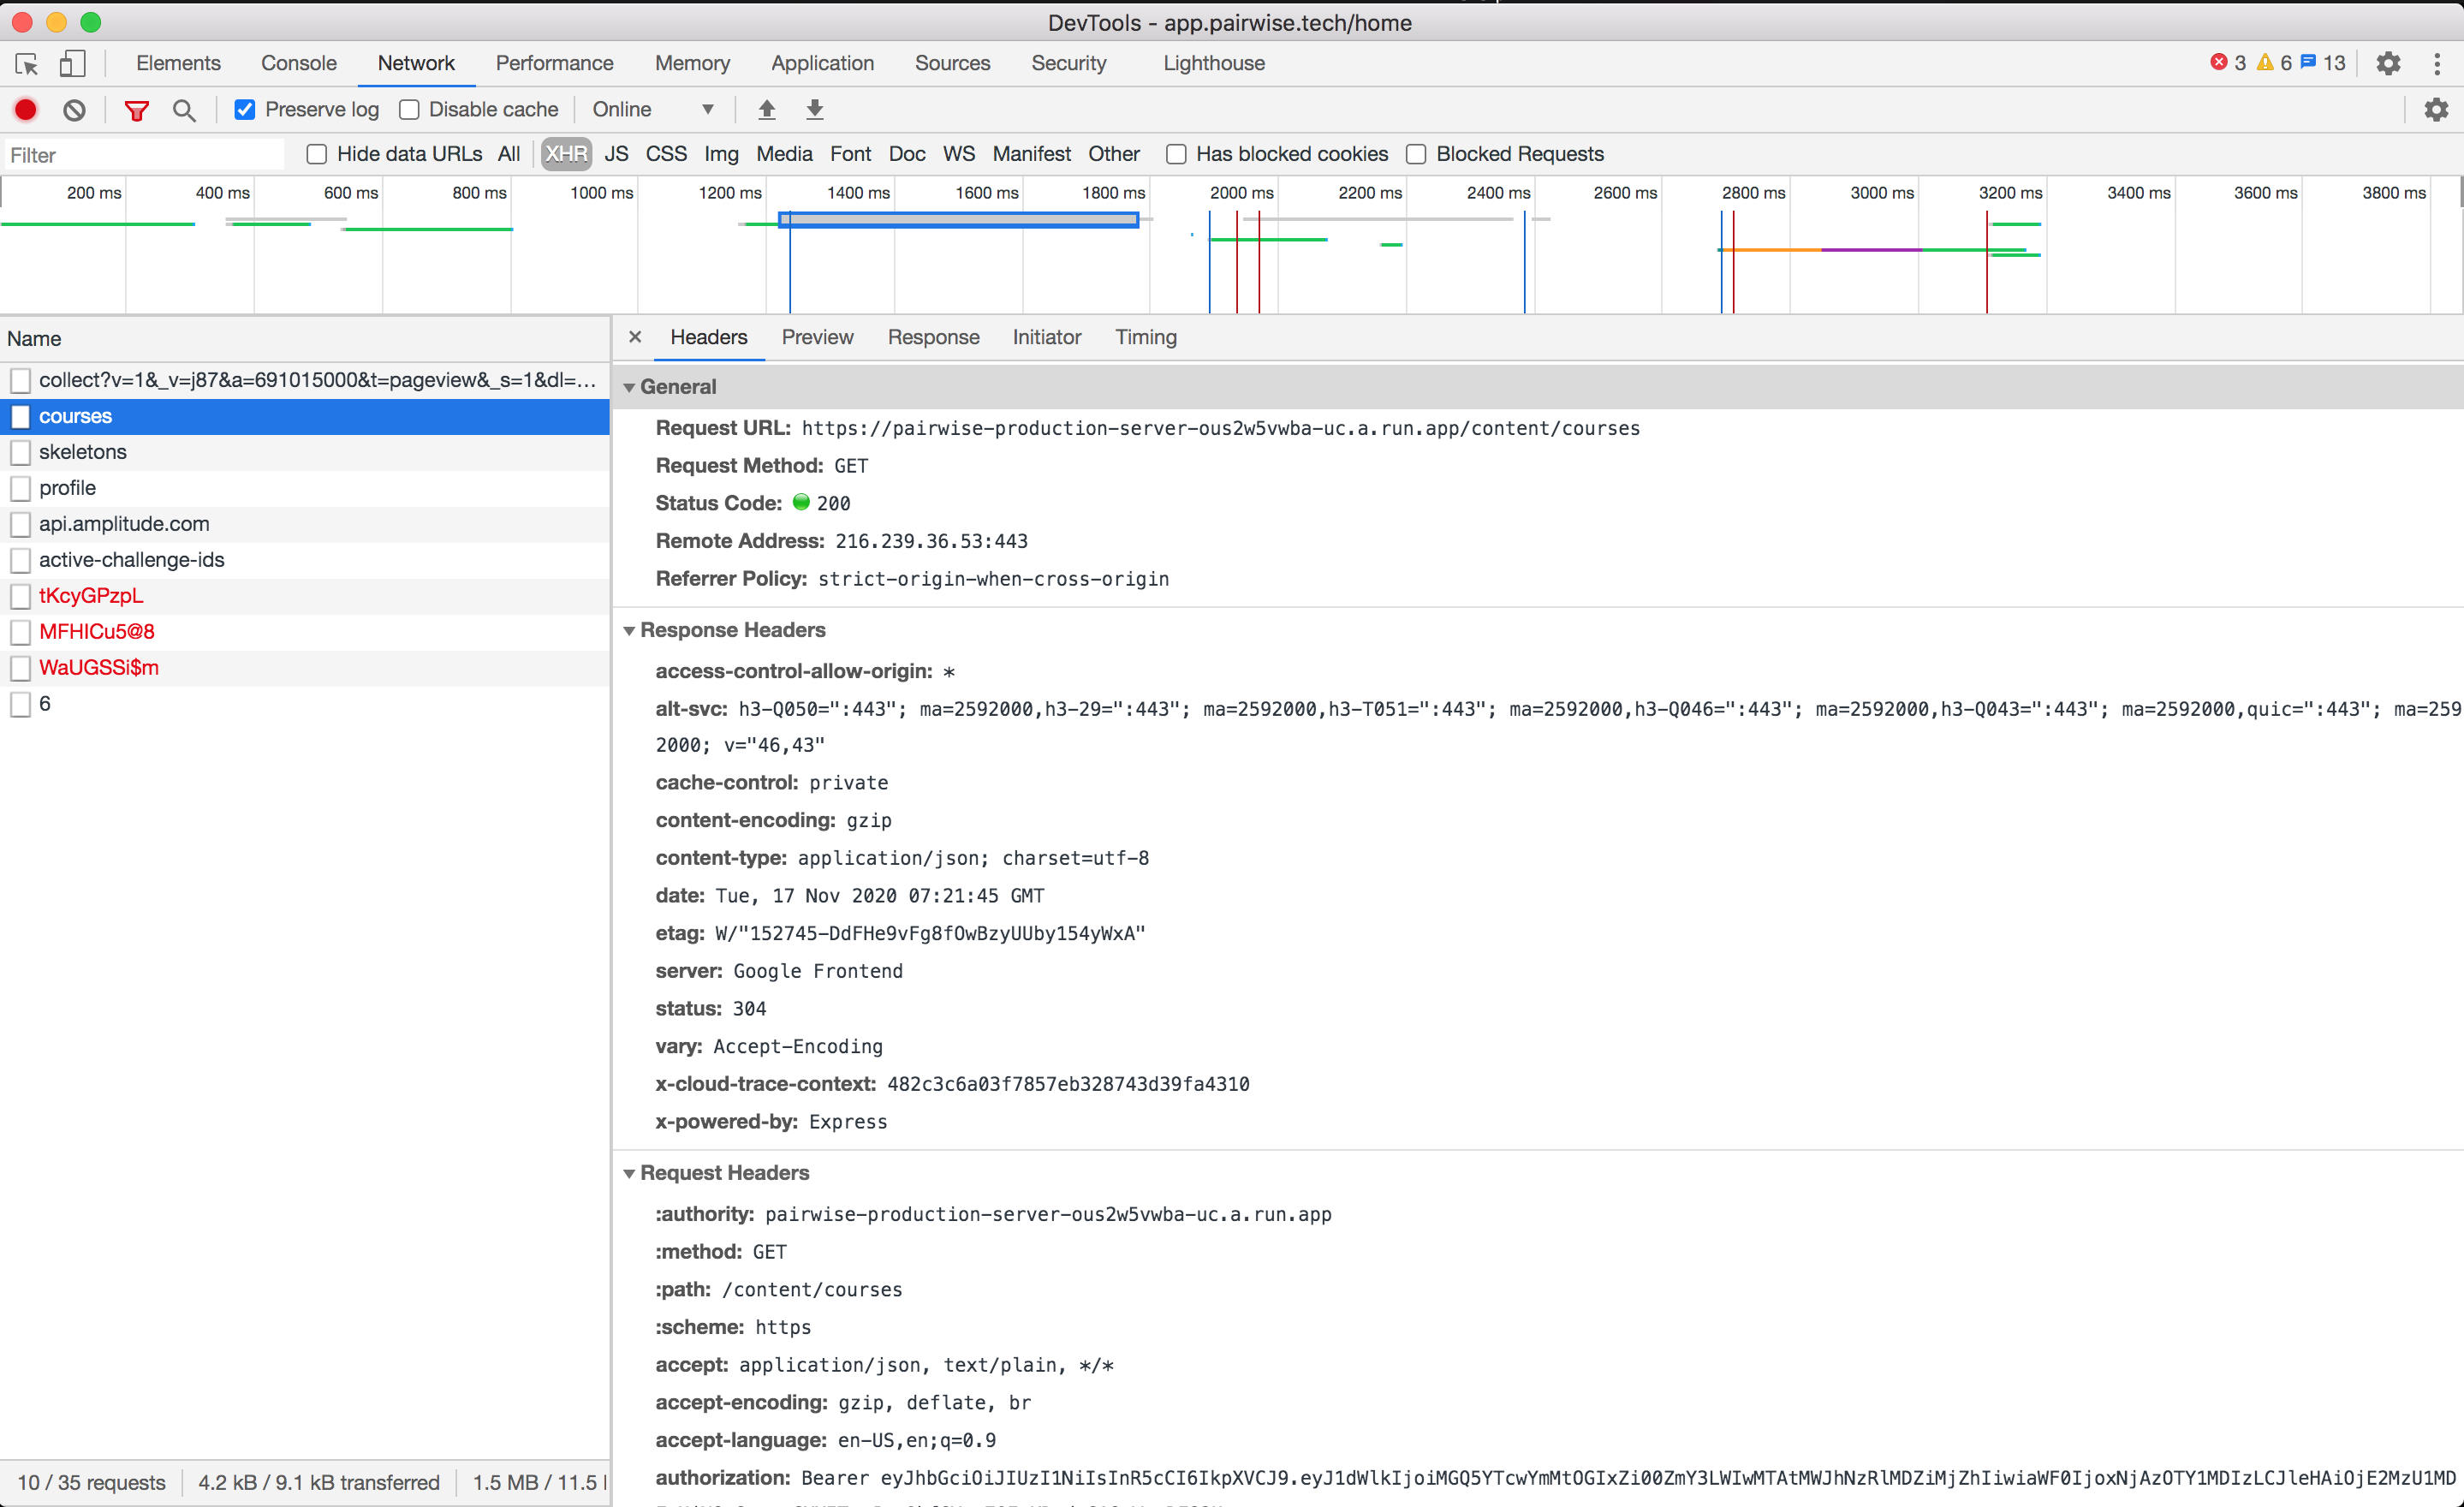 DevTools - app.pairwise.tech/home
Elements Console Network Performance Memory Application Sources Security Lighthouse 3 6 13
Preserve log Disable cache Online
Filter Hide data URLs All XHR JS CSS Img Media Font Doc WS Manifest Other Has blocked cookies Blocked Requests
200 ms 400 ms 600 ms 800 ms 1000 ms 1200 ms 1400 ms 1600 ms 1800 ms 2000 ms 2200 ms 2400 ms 2600 ms 2800 ms 3000 ms 3200 ms 3400 ms 3600 ms 3800 ms
Name
collect?v=1&_v=j87&a=691015000&t=pageview&_s=1&dl=...
courses
skeletons
profile
api.amplitude.com
active-challenge-ids
tKcyGPzpL
MFHICu5@8
WaUGSSi$m
6
10 / 35 requests 4.2 kB / 9.1 kB transferred 1.5 MB / 11.5
× Headers Preview Response Initiator Timing
General
Request URL: https://pairwise-production-server-ous2w5vwba-uc.a.run.app/content/courses
Request Method: GET
Status Code: 200
Remote Address: 216.239.36.53:443
Referrer Policy: strict-origin-when-cross-origin
Response Headers
access-control-allow-origin: *
alt-svc: h3-Q050=":443"; ma=2592000,h3-29=":443"; ma=2592000,h3-T051=":443"; ma=2592000,h3-Q046=":443"; ma=2592000,h3-Q043=":443"; ma=2592000,quic=":443"; ma=259
2000; v="46,43"
cache-control: private
content-encoding: gzip
content-type: application/json; charset=utf-8
date: Tue, 17 Nov 2020 07:21:45 GMT
etag: W/"152745-DdFHe9vFg8fOwBzyUUby154yWxA"
server: Google Frontend
status: 304
vary: Accept-Encoding
x-cloud-trace-context: 482c3c6a03f7857eb328743d39fa4310
x-powered-by: Express
Request Headers
:authority: pairwise-production-server-ous2w5vwba-uc.a.run.app
:method: GET
:path: /content/courses
:scheme: https
accept: application/json, text/plain, */*
accept-encoding: gzip, deflate, br
accept-language: en-US,en;q=0.9
authorization: Bearer eyJhbGciOiJIUzI1NiIsInR5cCI6IkpXVCJ9.eyJ1dWlkIjoiMGQ5YTcwYmMtOGIxZi00ZmY3LWIwMTAtMWJhNzRlMDZiMjZhIiwiaWF0IjoxNjAzOTY1MDIzLCJleHAiOjE2MzU1MD